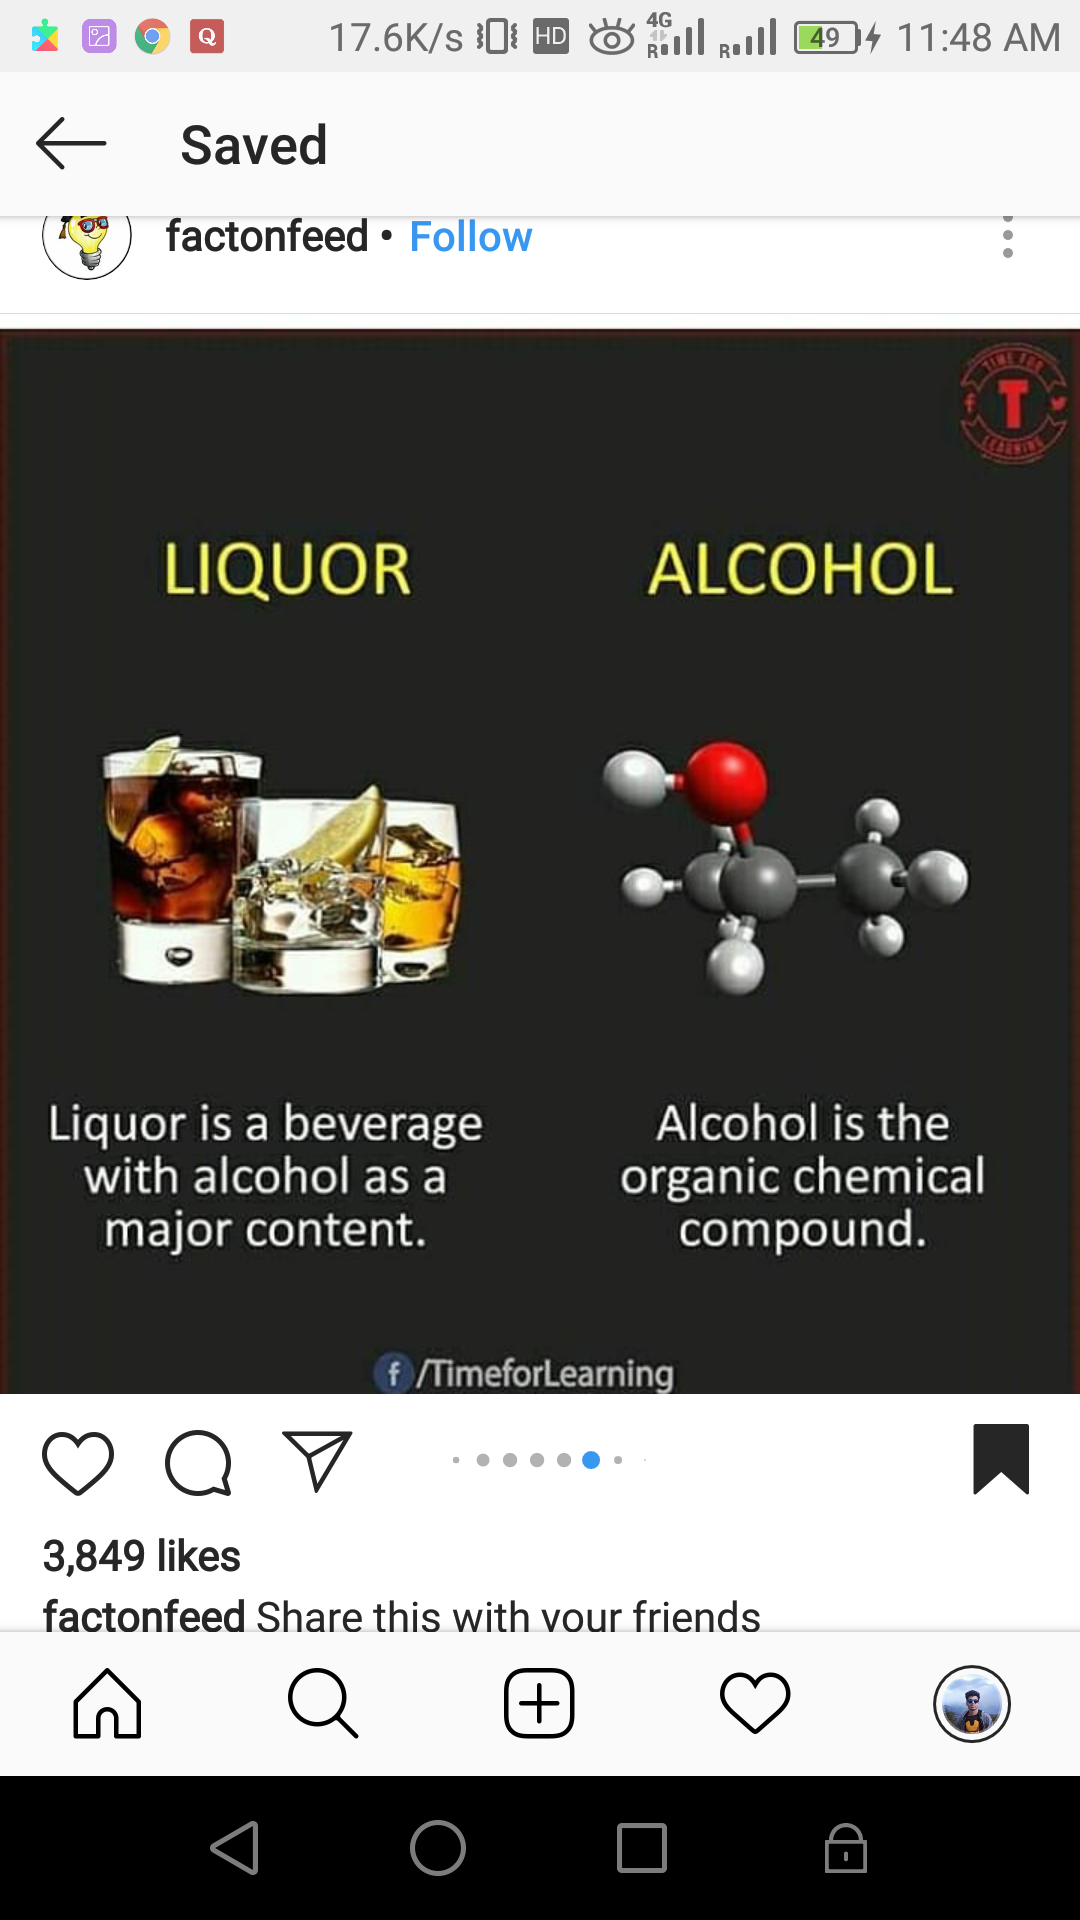 17.6K/s HD 4G R R 49 11:48 AM
Saved
factonfeed • Follow
TIME FOR
T
LEARNING
LIQUOR ALCOHOL
Liquor is a beverage
with alcohol as a
major content.
Alcohol is the
organic chemical
compound.
f /TimeforLearning
3,849 likes
factonfeed Share this with your friends